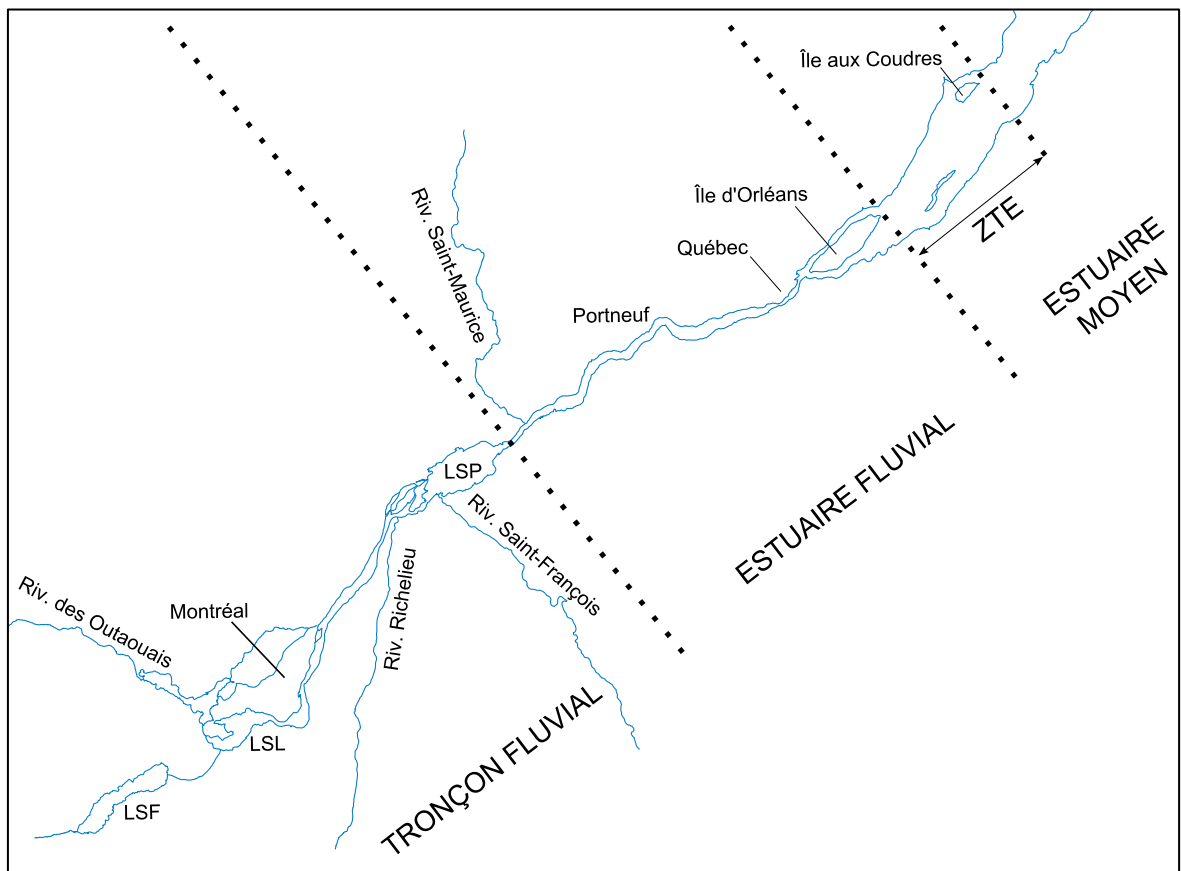 Île aux Coudres
Île d'Orléans
ZTE
Québec
ESTUAIRE
MOYEN
Riv. Saint-Maurice
Portneuf
ESTUAIRE FLUVIAL
LSP
Riv. Saint-François
Riv. Richelieu
Riv. des Outaouais
Montréal
LSL
TRONÇON FLUVIAL
LSF